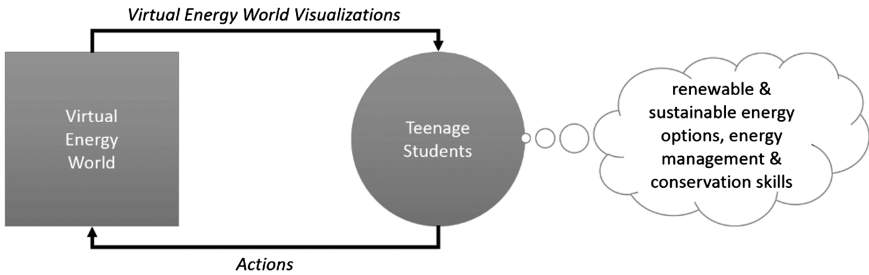 Virtual Energy World Visualizations
Virtual
Energy
World
Teenage
Students
renewable &
sustainable energy
options, energy
management &
conservation skills
Actions